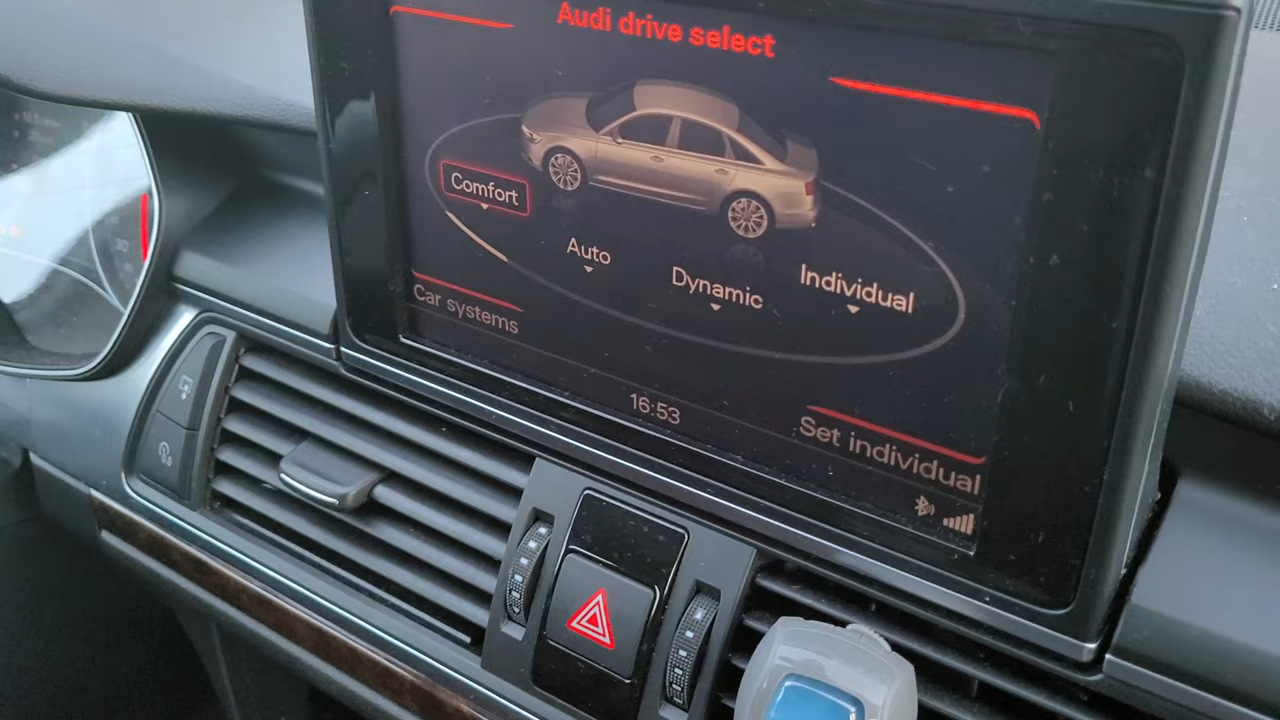 Audi drive select
Comfort
Auto
Dynamic
Individual
Car systems
16:53
Set individual